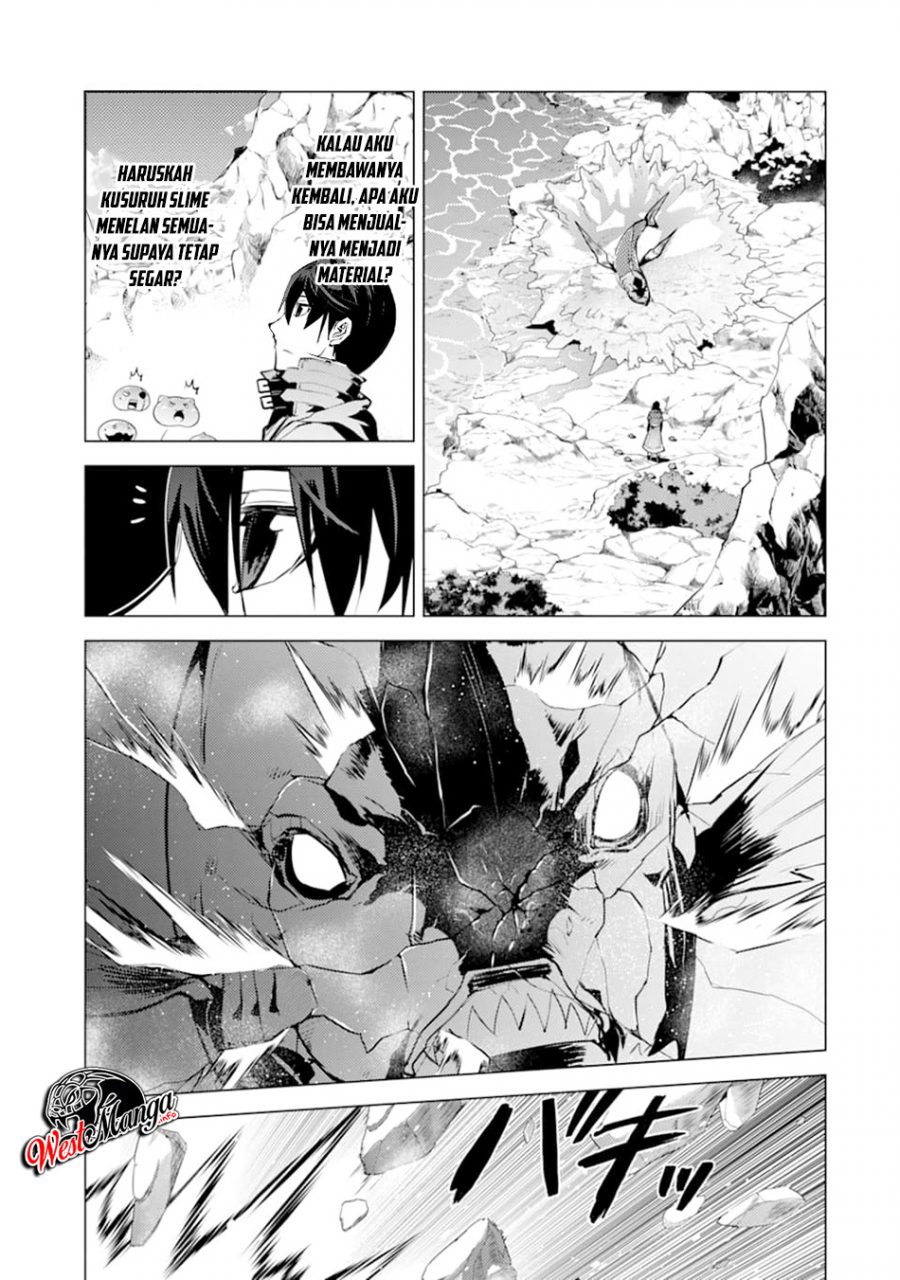 KALAU AKU
MEMBAWANYA
KEMBALI, APA AKU
BISA MENJUAL-
NYA MENJADI
MATERIAL?
HARUSKAH
KUSURUH SLIME
MENELAN SEMUA-
NYA SUPAYA TETAP
SEGAR?
WestManga
.info
バキッ